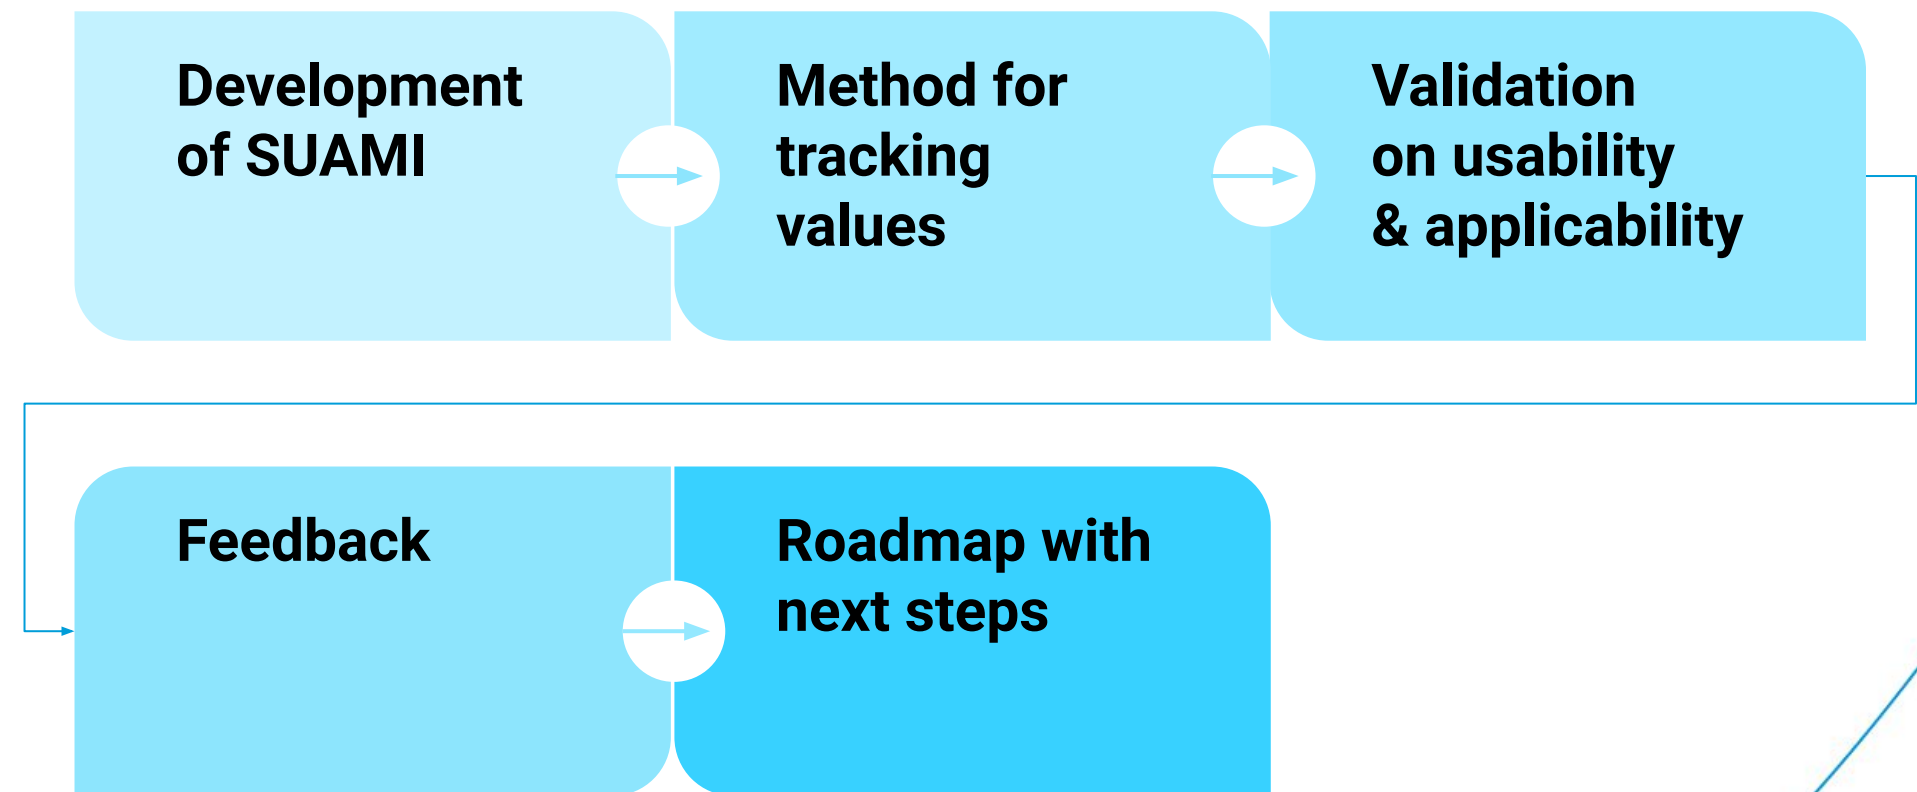 Development
of SUAMI
Method for
tracking
values
Validation
on usability
& applicability
Feedback
Roadmap with
next steps